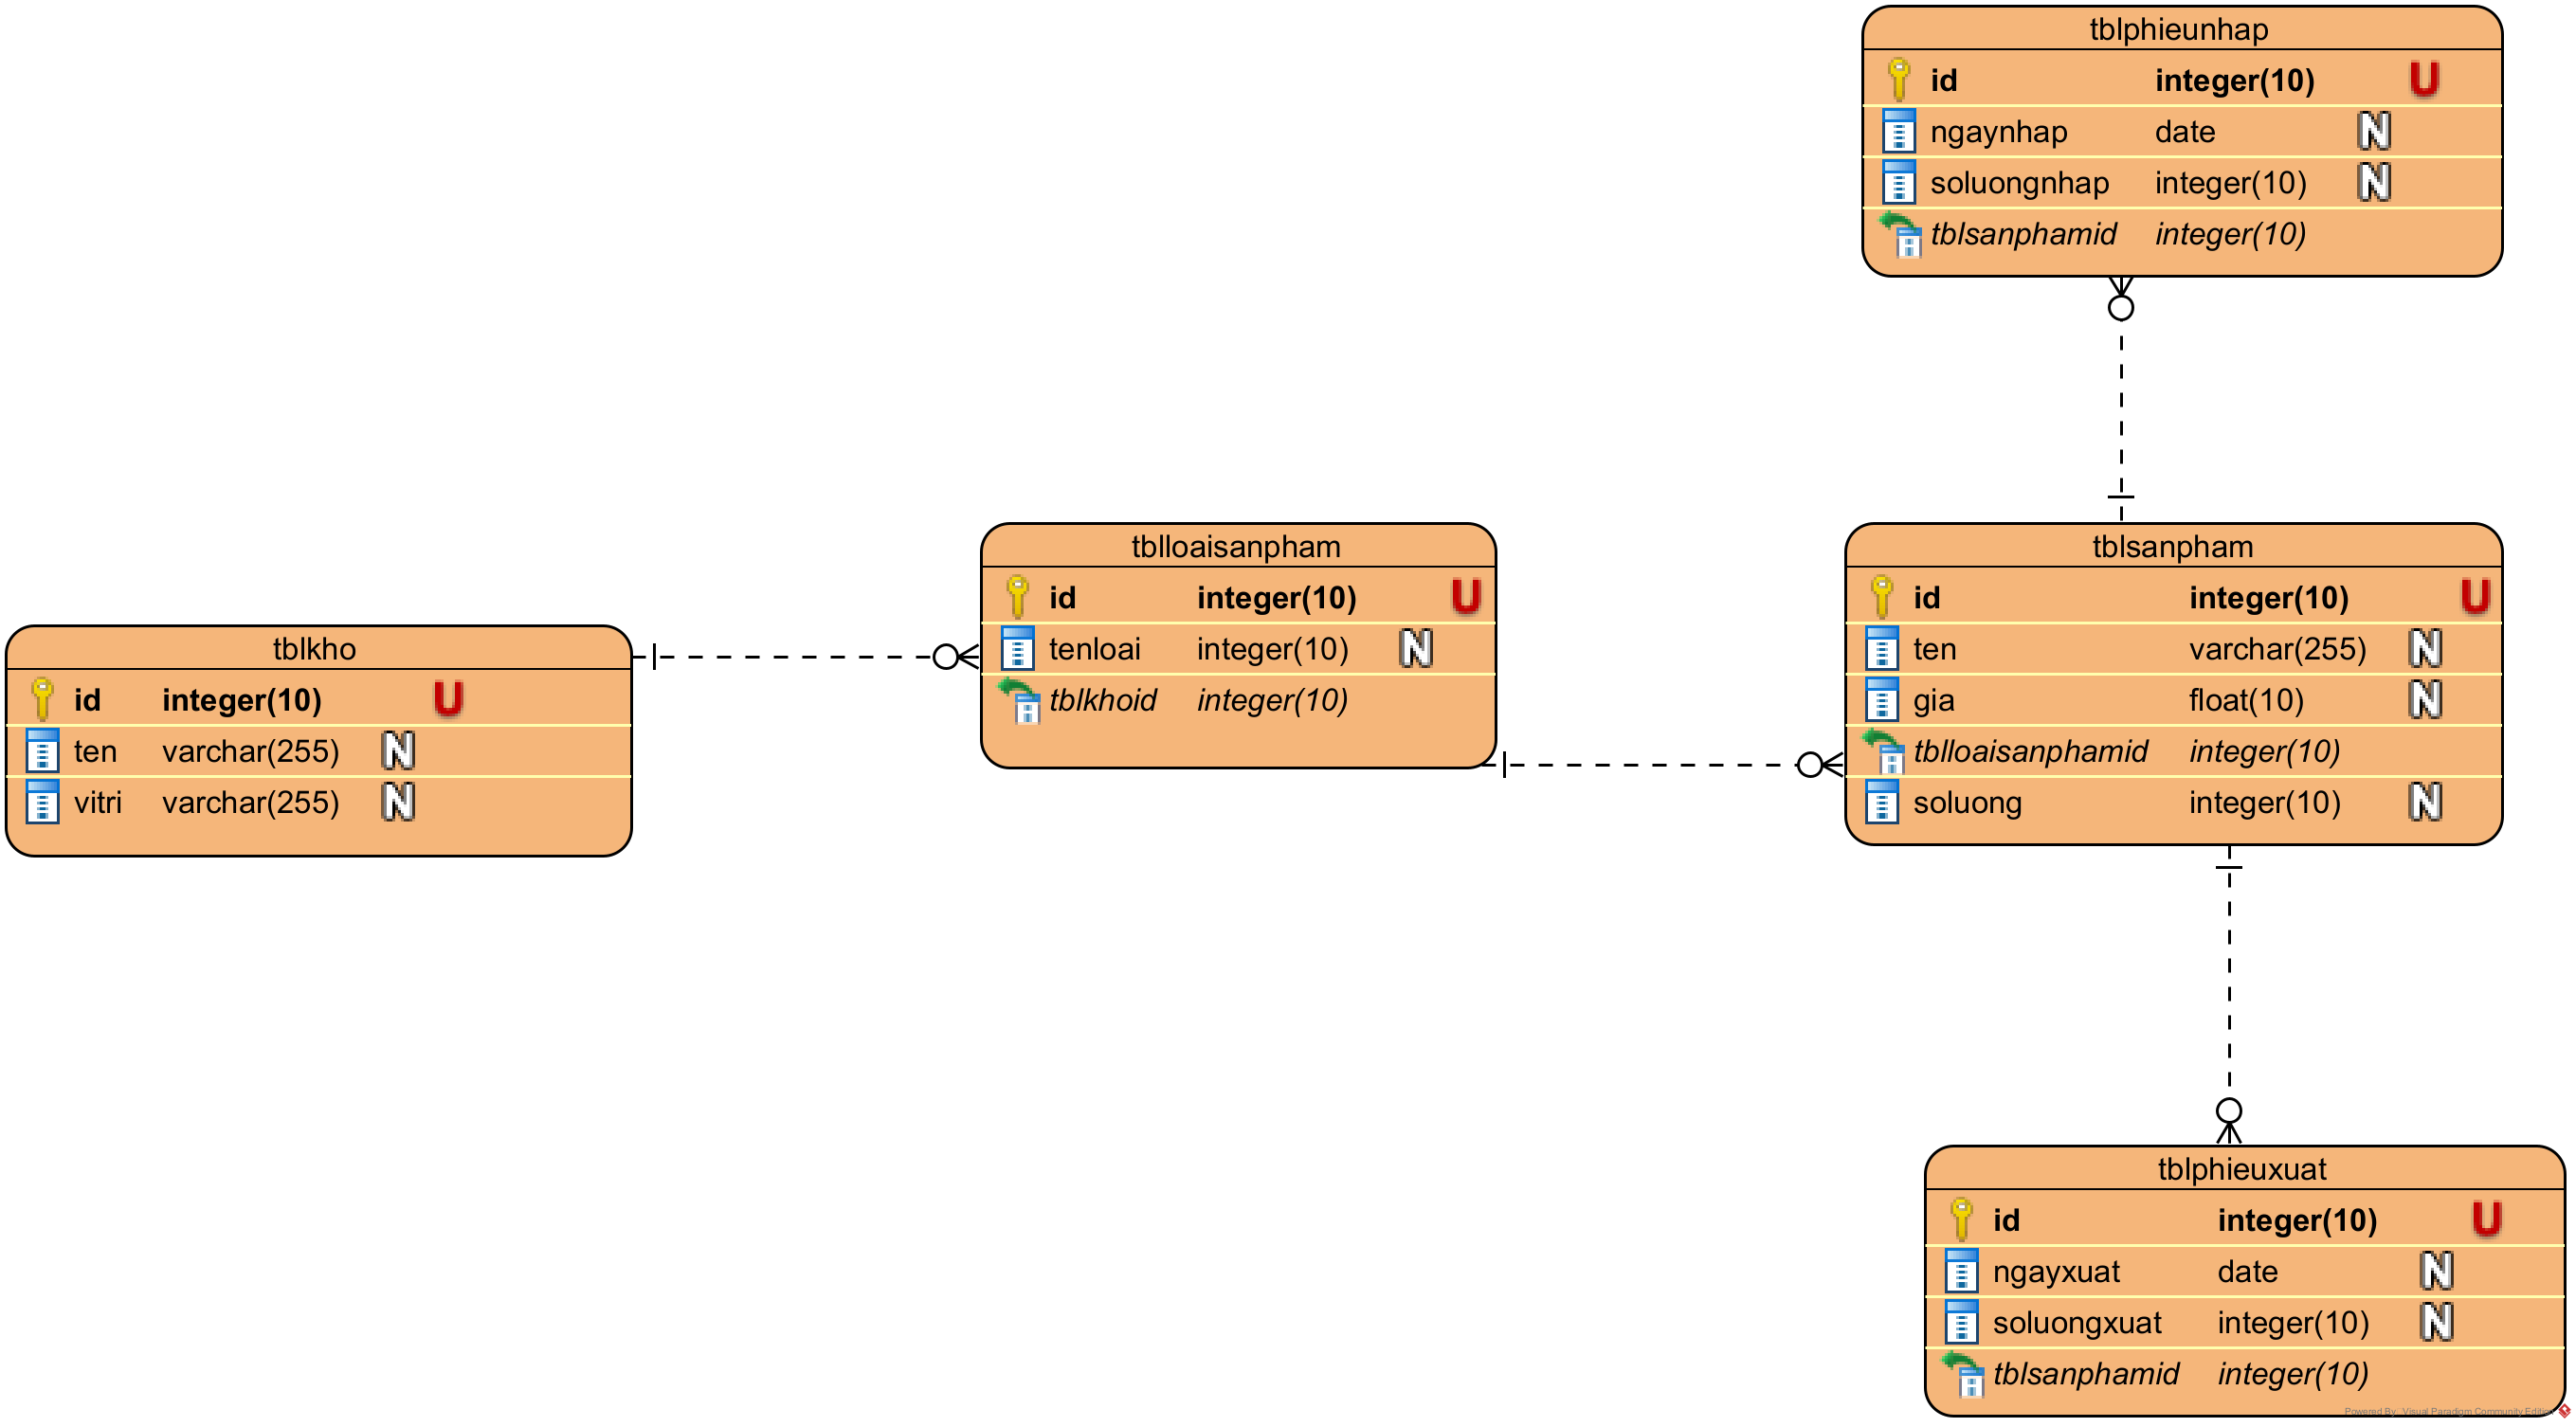 tblphieunhap
id integer(10) U
ngaynhap date N
soluongnhap integer(10) N
tblsanphamid integer(10)
tblkho
id integer(10) U
ten varchar(255) N
vitri varchar(255) N
tblloaisanpham
id integer(10) U
tenloai integer(10) N
tblkhoid integer(10)
tblsanpham
id integer(10) U
ten varchar(255) N
gia float(10) N
tblloaisanphamid integer(10)
soluong integer(10) N
tblphieuxuat
id integer(10) U
ngayxuat date N
soluongxuat integer(10) N
tblsanphamid integer(10)
Powered By: Visual Paradigm Community Edition